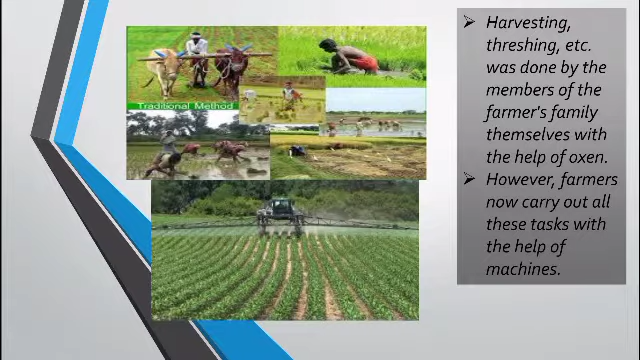 Traditional Method
Harvesting,
threshing, etc.
was done by the
members of the
farmer's family
themselves with
the help of oxen.
However, farmers
now carry out all
these tasks with
the help of
machines.